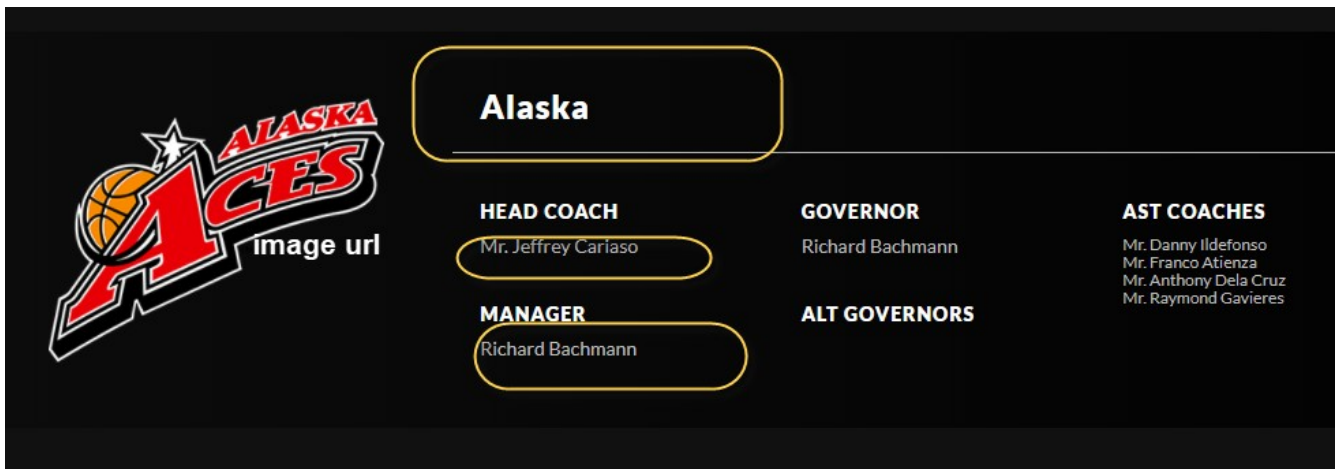 ALASKA
ACES
image url
Alaska
HEAD COACH
Mr. Jeffrey Cariaso
MANAGER
Richard Bachmann
GOVERNOR
Richard Bachmann
ALT GOVERNORS
AST COACHES
Mr. Danny Ildefonso
Mr. Franco Atienza
Mr. Anthony Dela Cruz
Mr. Raymond Gavieres